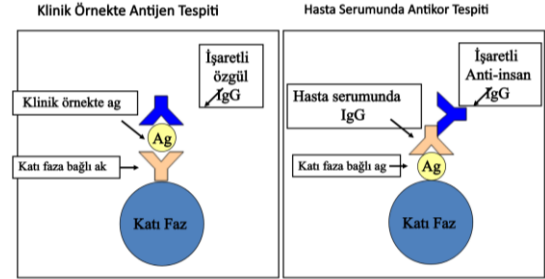 Klinik Örnekte Antijen Tespiti
İşaretli
özgül
IgG
Klinik örnekte ag
Ag
Katı faza bağlı ak
Katı Faz
Hasta Serumunda Antikor Tespiti
İşaretli
Anti-insan
IgG
Hasta serumunda
IgG
Katı faza bağlı ag
Ag
Katı Faz